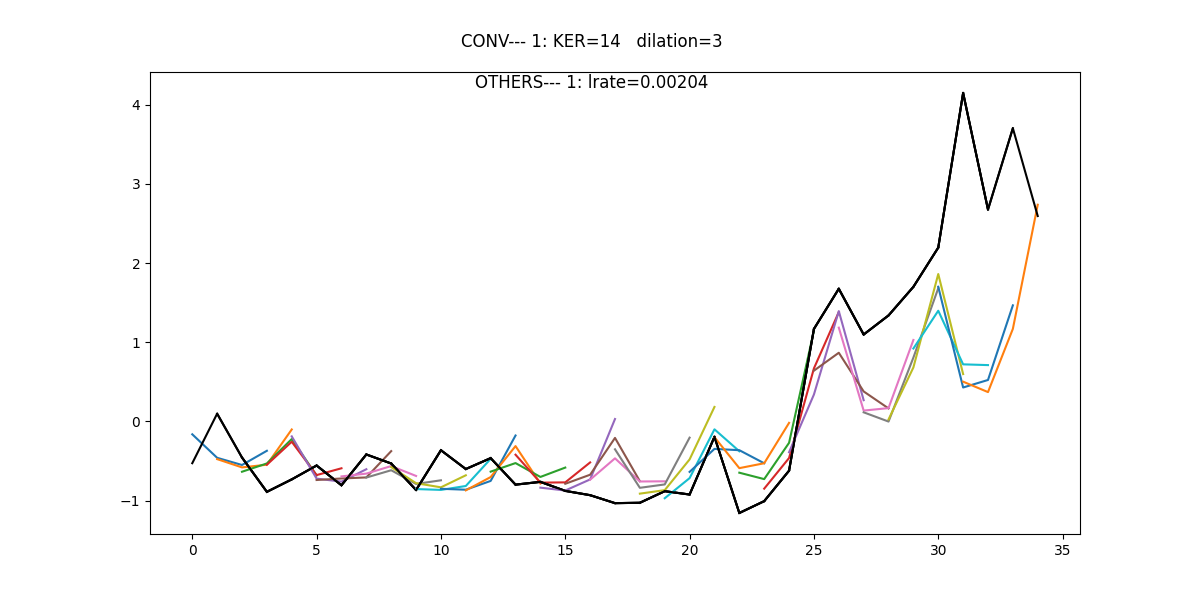 CONV--- 1: KER=14   dilation=3
OTHERS--- 1: lrate=0.00204
4
3
2
1
0
−1
0 5 10 15 20 25 30 35